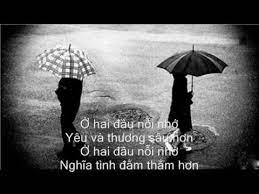 Ở hai đầu nỗi nhớ
Yêu và thương sâu hơn
Ở hai đầu nỗi nhớ
Nghĩa tình đằm thắm hơn